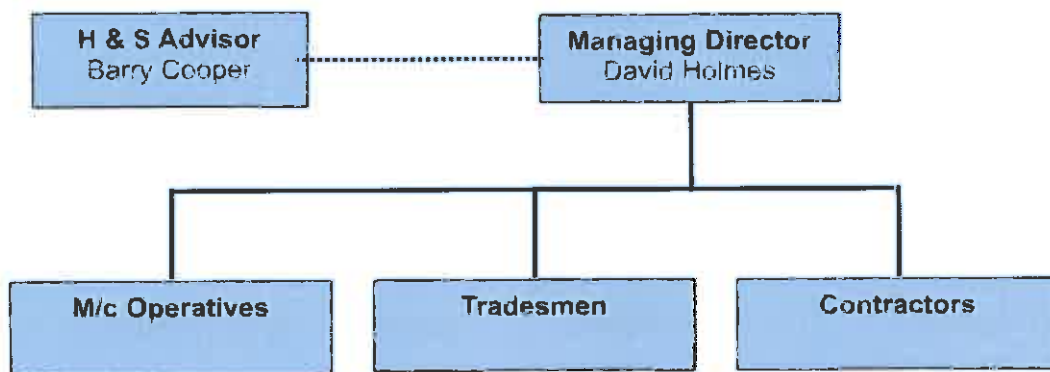 H & S Advisor
Barry Cooper
Managing Director
David Holmes
M/c Operatives
Tradesmen
Contractors